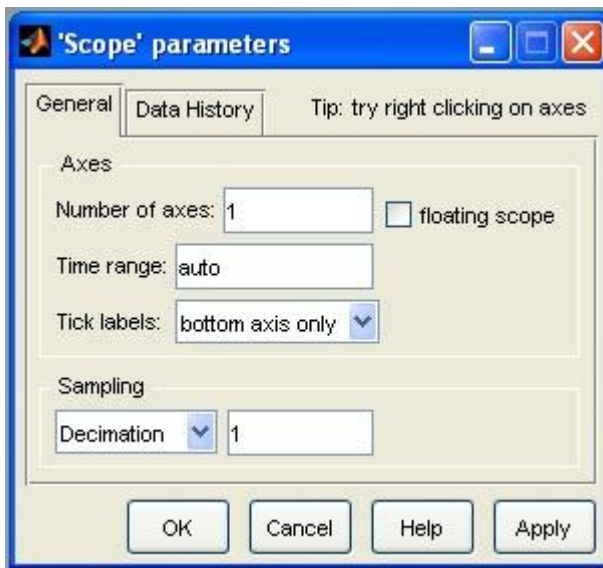 'Scope' parameters
General Data History Tip: try right clicking on axes
Axes
Number of axes: 1 floating scope
Time range: auto
Tick labels: bottom axis only
Sampling
Decimation 1
OK Cancel Help Apply